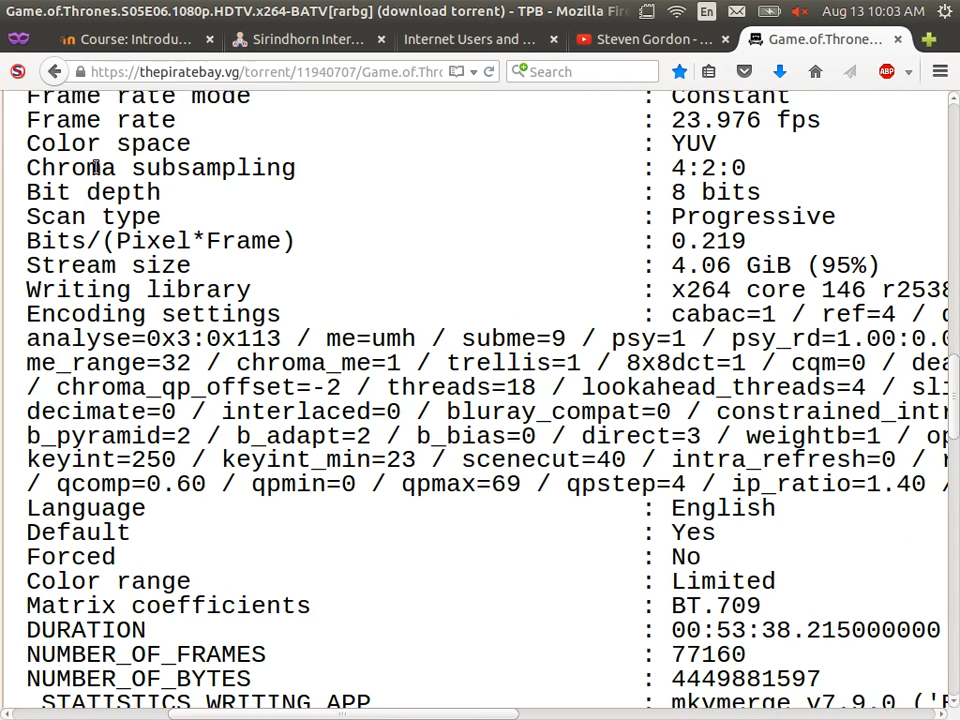 Game.of.Thrones.S05E06.1080p.HDTV.x264-BATV[rarbg] (download torrent) - TPB - Mozilla Fir
En
Aug 13 10:03 AM
Course: Introdu...
Sirindhorn Inter...
Internet Users and ...
Steven Gordon - ...
Game.of.Throne...
https://thepiratebay.vg/torrent/11940707/Game.of.Thr
Search
ABP
Frame rate mode : Constant
Frame rate : 23.976 fps
Color space : YUV
Chroma subsampling : 4:2:0
Bit depth : 8 bits
Scan type : Progressive
Bits/(Pixel*Frame) : 0.219
Stream size : 4.06 GiB (95%)
Writing library : x264 core 146 r2538
Encoding settings : cabac=1 / ref=4 / d
analyse=0x3:0x113 / me=umh / subme=9 / psy=1 / psy_rd=1.00:0.0
me_range=32 / chroma_me=1 / trellis=1 / 8x8dct=1 / cqm=0 / dea
/ chroma_qp_offset=-2 / threads=18 / lookahead_threads=4 / sli
decimate=0 / interlaced=0 / bluray_compat=0 / constrained_intr
b_pyramid=2 / b_adapt=2 / b_bias=0 / direct=3 / weightb=1 / op
keyint=250 / keyint_min=23 / scenecut=40 / intra_refresh=0 / r
/ qcomp=0.60 / qpmin=0 / qpmax=69 / qpstep=4 / ip_ratio=1.40 /
Language : English
Default : Yes
Forced : No
Color range : Limited
Matrix coefficients : BT.709
DURATION : 00:53:38.215000000
NUMBER_OF_FRAMES : 77160
NUMBER_OF_BYTES : 4449881597
_STATISTICS_WRITING_APP : mkvmerge v7.9.0 ('B